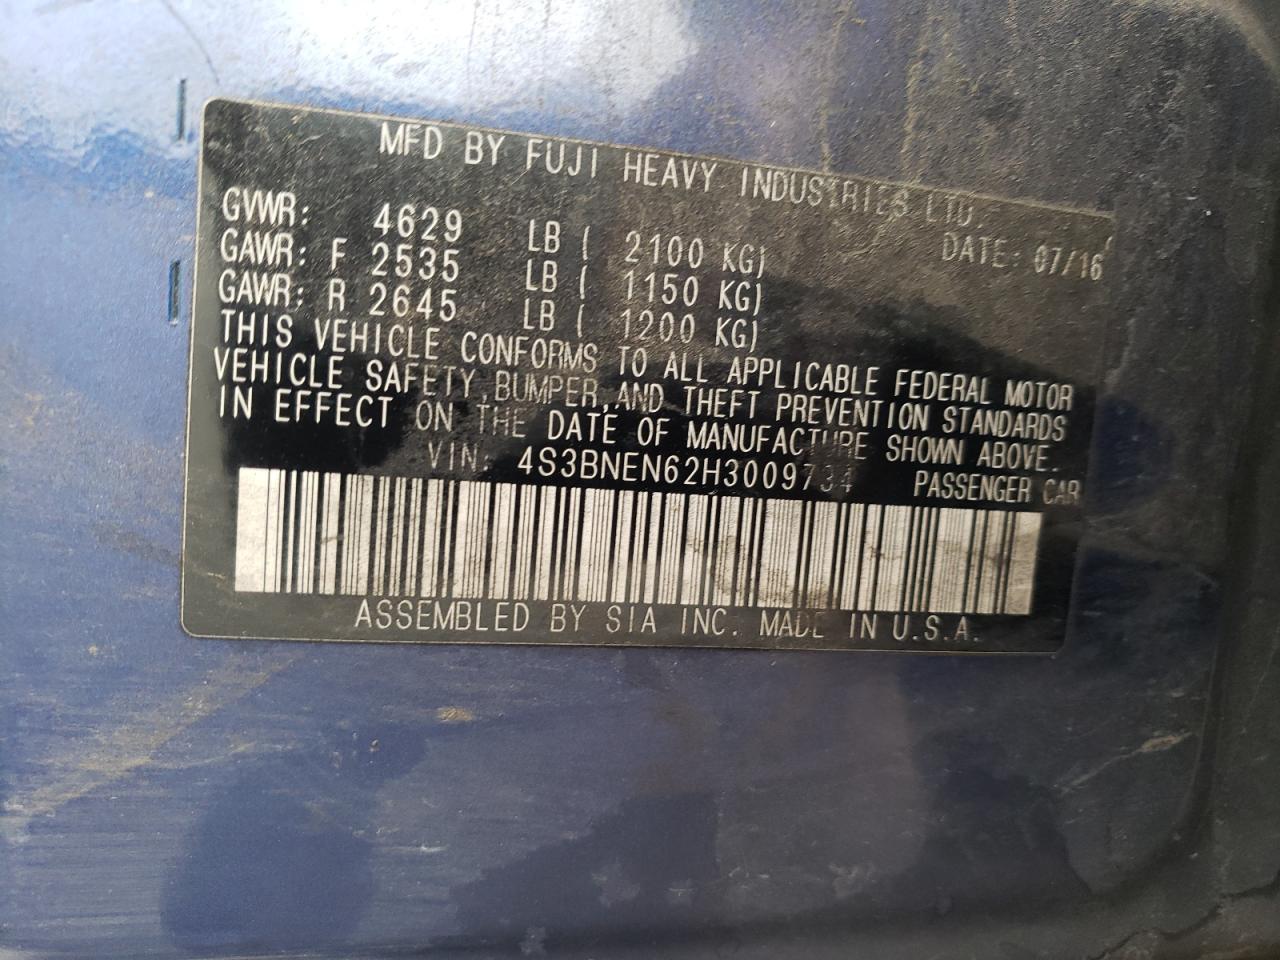 MFD BY FUJI HEAVY INDUSTRIES LTD.
DATE: 07/16
GVWR: 4629 LB ( 2100 KG)
GAWR: F 2535 LB ( 1150 KG)
GAWR: R 2645 LB ( 1200 KG)
THIS VEHICLE CONFORMS TO ALL APPLICABLE FEDERAL MOTOR
VEHICLE SAFETY, BUMPER, AND THEFT PREVENTION STANDARDS
IN EFFECT ON THE DATE OF MANUFACTURE SHOWN ABOVE.
VIN: 4S3BNEN62H3009734 PASSENGER CAR
ASSEMBLED BY SIA INC. MADE IN U.S.A.